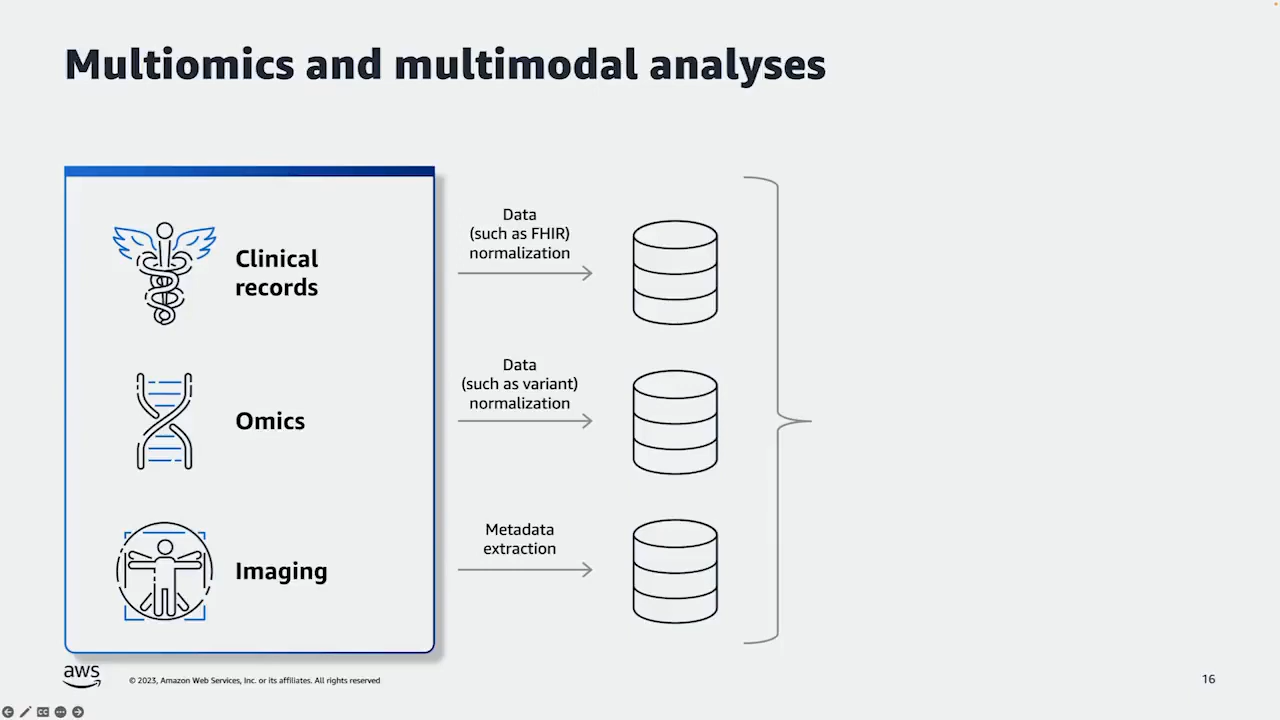 Multiomics and multimodal analyses
Clinical
records
Data
(such as FHIR)
normalization
Omics
Data
(such as variant)
normalization
Imaging
Metadata
extraction
aws
© 2023, Amazon Web Services, Inc. or its affiliates. All rights reserved
16
CC